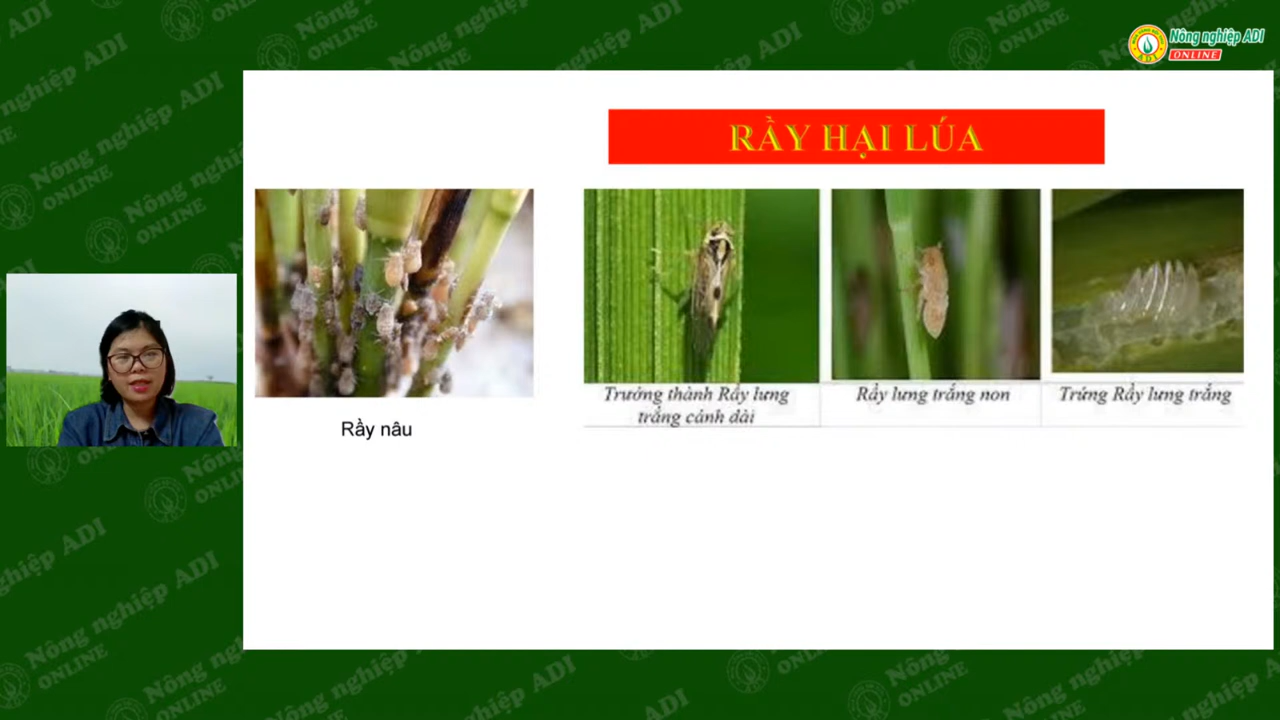 Nông nghiệp ADI
ONLINE
RẦY HẠI LÚA
Rầy nâu
Trưởng thành Rầy lưng
trắng cánh dài
Rầy lưng trắng non
Trứng Rầy lưng trắng